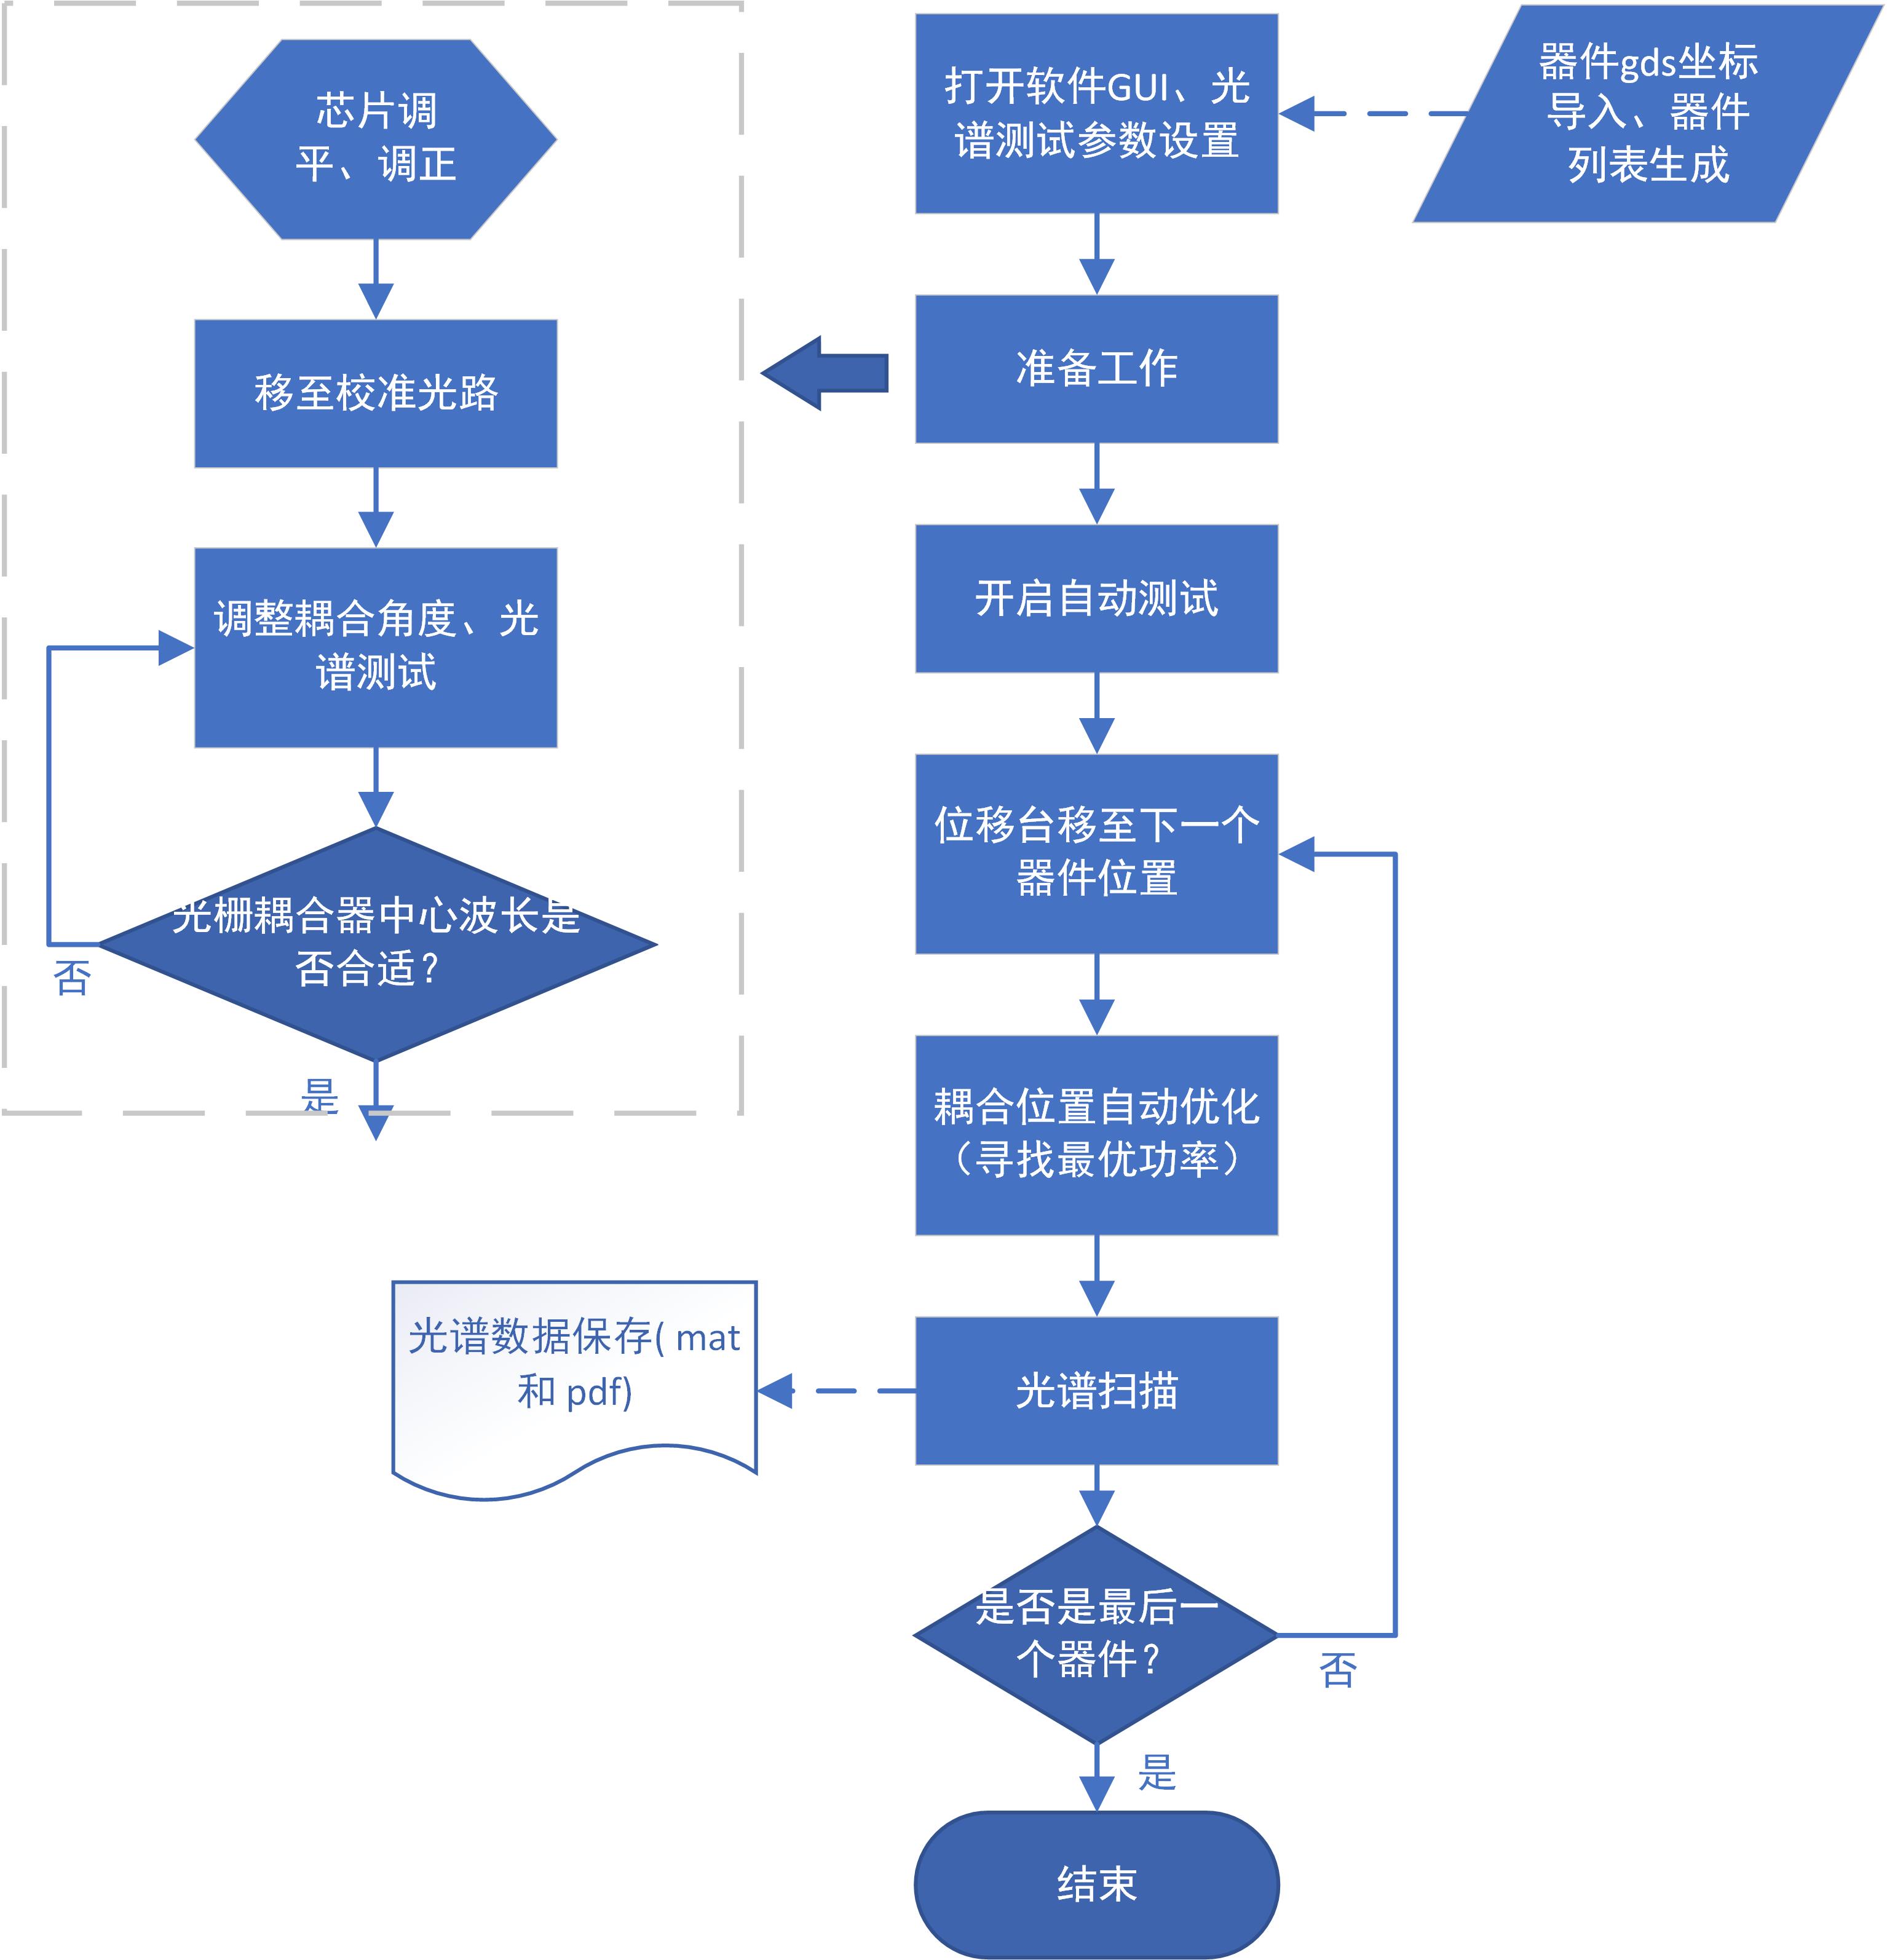 芯片调
平、调正
移至校准光路
调整耦合角度、光
谱测试
光栅耦合器中心波长是
否合适?
否
是
打开软件GUI、光
谱测试参数设置
器件gds坐标
导入、器件
列表生成
准备工作
开启自动测试
位移台移至下一个
器件位置
耦合位置自动优化
（寻找最优功率）
光谱扫描
光谱数据保存( mat
和 pdf)
是否是最后一
个器件?
否
是
结束